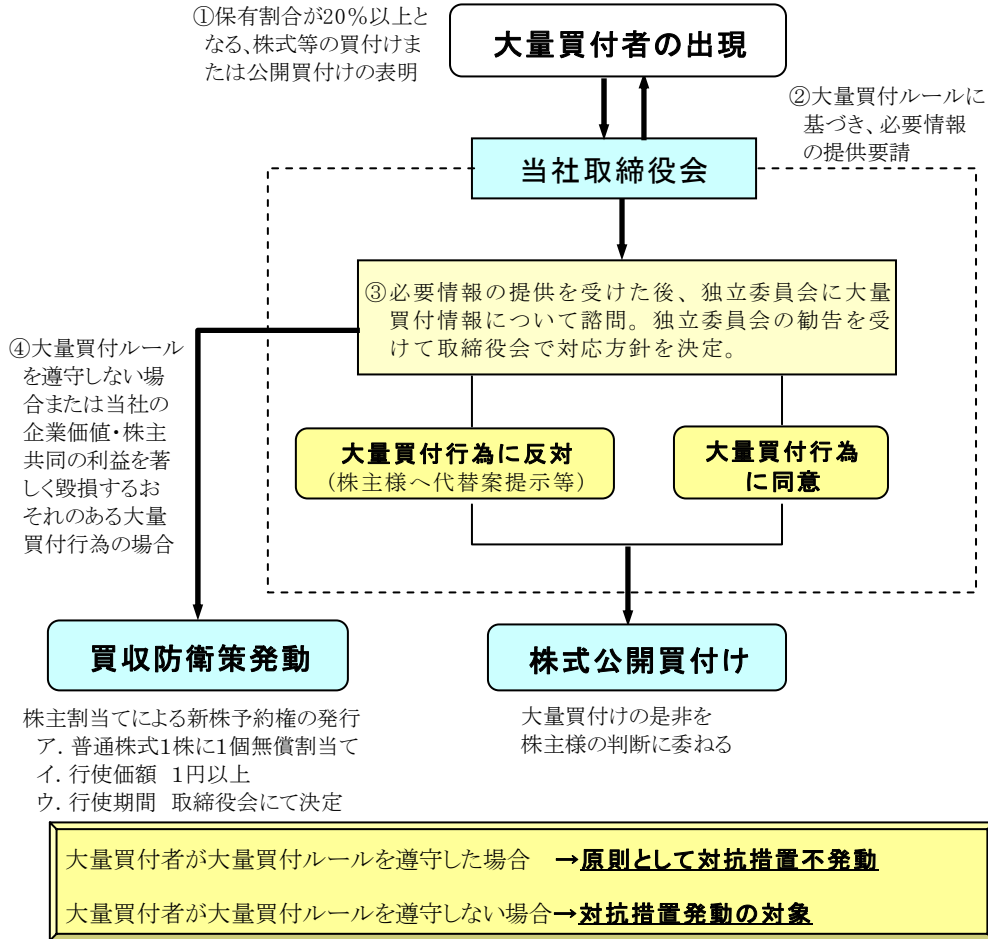 ①保有割合が20％以上と
なる、株式等の買付けま
たは公開買付けの表明
大量買付者の出現
②大量買付ルールに
基づき、必要情報
の提供要請
当社取締役会
③必要情報の提供を受けた後、独立委員会に大量
買付情報について諮問。独立委員会の勧告を受
けて取締役会で対応方針を決定。
④大量買付ルール
を遵守しない場
合または当社の
企業価値・株主
共同の利益を著
しく毀損するお
それのある大量
買付行為の場合
大量買付行為に反対
（株主様へ代替案提示等）
大量買付行為
に同意
買収防衛策発動
株式公開買付け
株主割当てによる新株予約権の発行
ア．普通株式1株に1個無償割当て
イ．行使価額 1円以上
ウ．行使期間 取締役会にて決定
大量買付けの是非を
株主様の判断に委ねる
大量買付者が大量買付ルールを遵守した場合 →原則として対抗措置不発動
大量買付者が大量買付ルールを遵守しない場合→対抗措置発動の対象